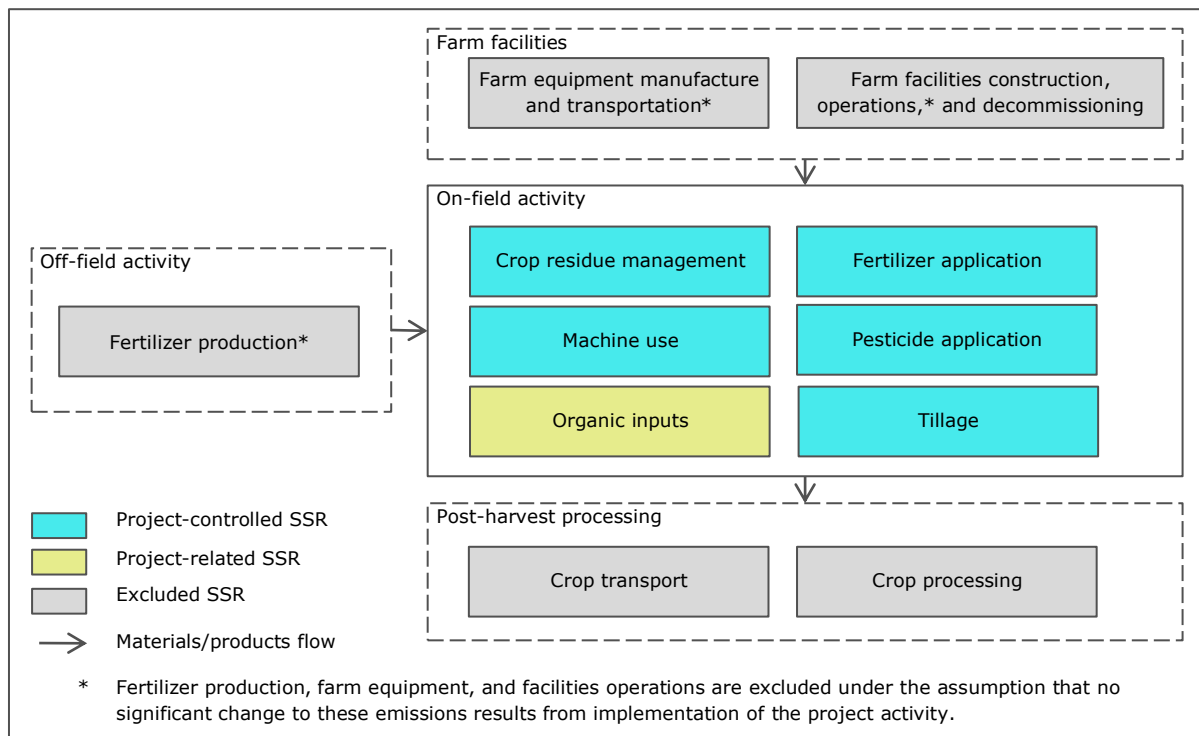 Farm facilities
Farm equipment manufacture
and transportation*
Farm facilities construction,
operations,* and decommissioning
On-field activity
Off-field activity
Fertilizer production*
Crop residue management
Fertilizer application
Machine use
Pesticide application
Organic inputs
Tillage
Post-harvest processing
Crop transport
Crop processing
Project-controlled SSR
Project-related SSR
Excluded SSR
Materials/products flow
* Fertilizer production, farm equipment, and facilities operations are excluded under the assumption that no
significant change to these emissions results from implementation of the project activity.